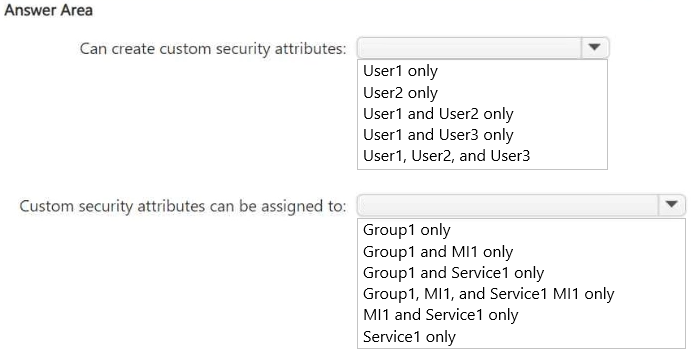 Answer Area
Can create custom security attributes:
User1 only
User2 only
User1 and User2 only
User1 and User3 only
User1, User2, and User3
Custom security attributes can be assigned to:
Group1 only
Group1 and MI1 only
Group1 and Service1 only
Group1, MI1, and Service1 MI1 only
MI1 and Service1 only
Service1 only